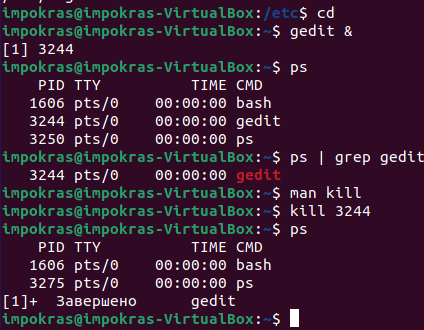 impokras@impokras-VirtualBox:/etc$ cd
impokras@impokras-VirtualBox:~$ gedit &
[1] 3244
impokras@impokras-VirtualBox:~$ ps
    PID TTY          TIME CMD
   1606 pts/0    00:00:00 bash
   3244 pts/0    00:00:00 gedit
   3250 pts/0    00:00:00 ps
impokras@impokras-VirtualBox:~$ ps | grep gedit
   3244 pts/0    00:00:00 gedit
impokras@impokras-VirtualBox:~$ man kill
impokras@impokras-VirtualBox:~$ kill 3244
impokras@impokras-VirtualBox:~$ ps
    PID TTY          TIME CMD
   1606 pts/0    00:00:00 bash
   3275 pts/0    00:00:00 ps
[1]+  Завершено      gedit
impokras@impokras-VirtualBox:~$